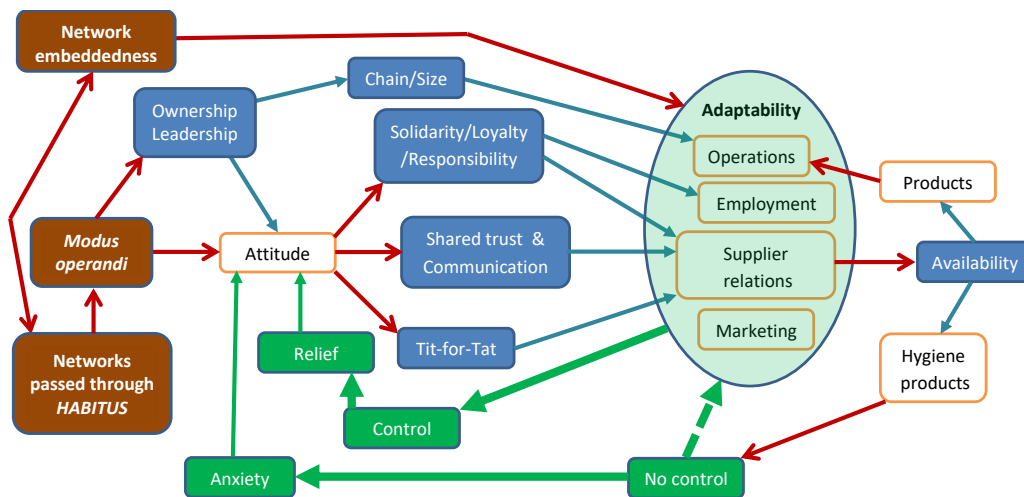 Network
embeddedness
Ownership
Leadership
Chain/Size
Solidarity/Loyalty
/Responsibility
Adaptability
Operations
Employment
Products
Modus
operandi
Attitude
Shared trust &
Communication
Supplier
relations
Availability
Marketing
Networks
passed through
HABITUS
Relief
Tit-for-Tat
Hygiene
products
Control
Anxiety
No control